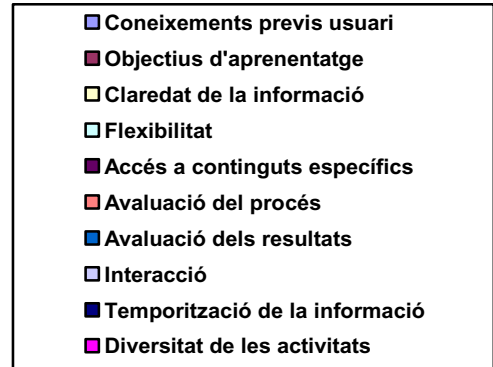 Coneixements previs usuari
Objectius d'aprenentatge
Claredat de la informació
Flexibilitat
Accés a continguts específics
Avaluació del procés
Avaluació dels resultats
Interacció
Temporització de la informació
Diversitat de les activitats